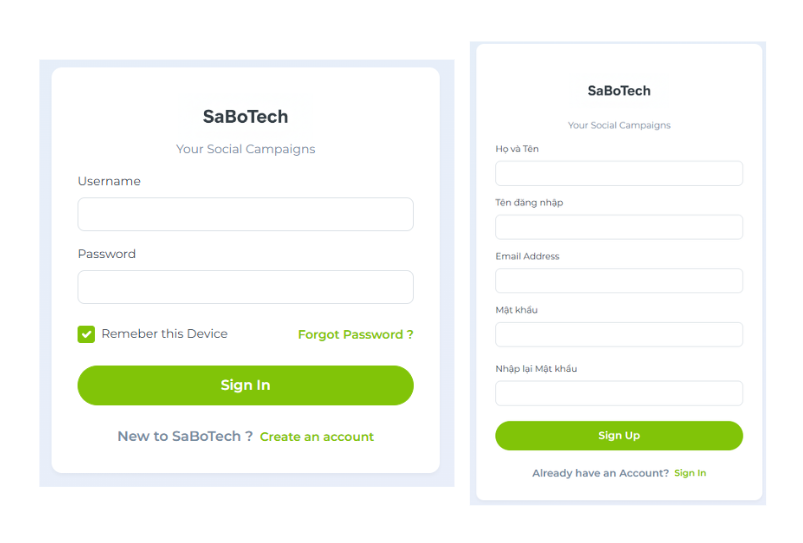 SaBoTech
Your Social Campaigns
Username
Password
Remeber this Device
Forgot Password ?
Sign In
New to SaBoTech ? Create an account
SaBoTech
Your Social Campaigns
Họ và Tên
Tên đăng nhập
Email Address
Mật khẩu
Nhập lại Mật khẩu
Sign Up
Already have an Account? Sign In